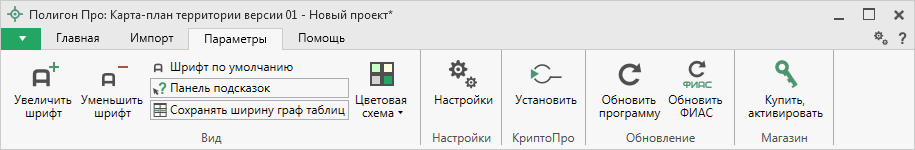 Полигон Про: Карта-план территории версии 01 - Новый проект*
Главная Импорт Параметры Помощь
Увеличить шрифт
Уменьшить шрифт
Шрифт по умолчанию
Панель подсказок
Сохранять ширину граф таблиц
Цветовая схема
Вид
Настройки
Настройки
Установить
КриптоПро
Обновить программу
ФИАС
Обновить ФИАС
Обновление
Купить, активировать
Магазин